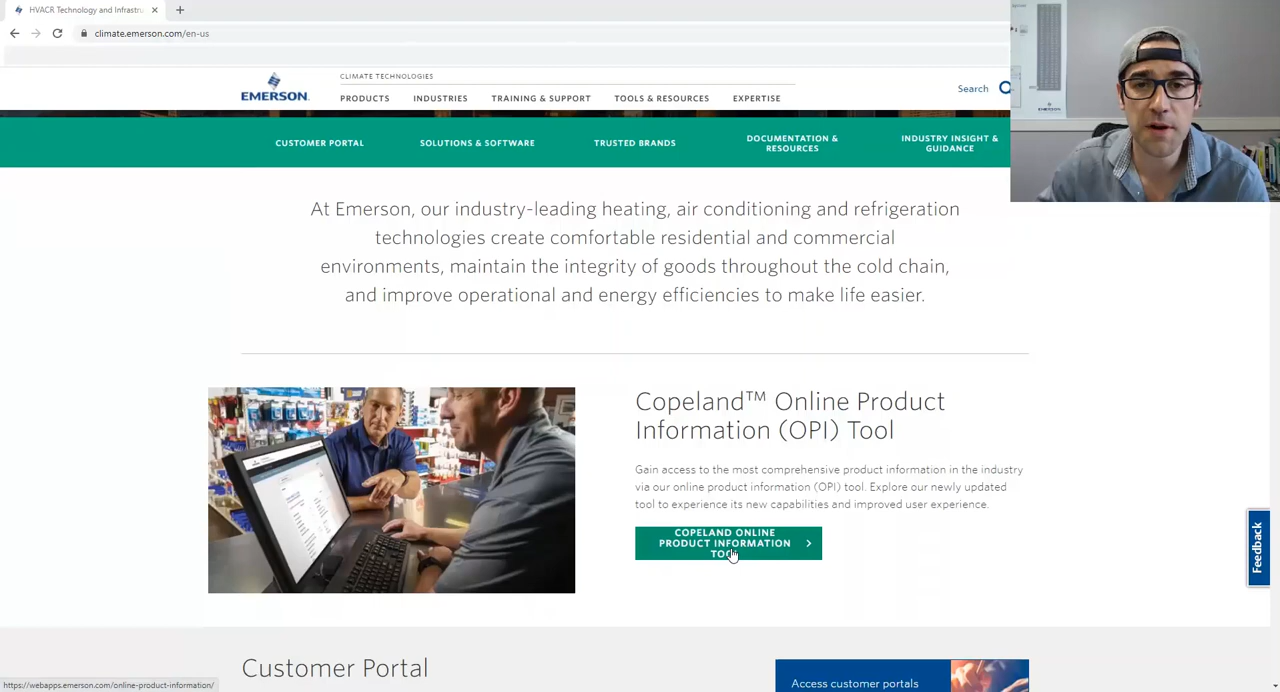 HVACR Technology and Infrastru
climate.emerson.com/en-us
CLIMATE TECHNOLOGIES
EMERSON
PRODUCTS INDUSTRIES TRAINING & SUPPORT TOOLS & RESOURCES EXPERTISE
Search
CUSTOMER PORTAL
SOLUTIONS & SOFTWARE
TRUSTED BRANDS
DOCUMENTATION &
RESOURCES
INDUSTRY INSIGHT &
GUIDANCE
At Emerson, our industry-leading heating, air conditioning and refrigeration
technologies create comfortable residential and commercial
environments, maintain the integrity of goods throughout the cold chain,
and improve operational and energy efficiencies to make life easier.
Copeland™ Online Product
Information (OPI) Tool
Gain access to the most comprehensive product information in the industry
via our online product information (OPI) tool. Explore our newly updated
tool to experience its new capabilities and improved user experience.
COPELAND ONLINE
PRODUCT INFORMATION
TOOL
Feedback
Customer Portal
Access customer portals
https://webapps.emerson.com/online-product-information/